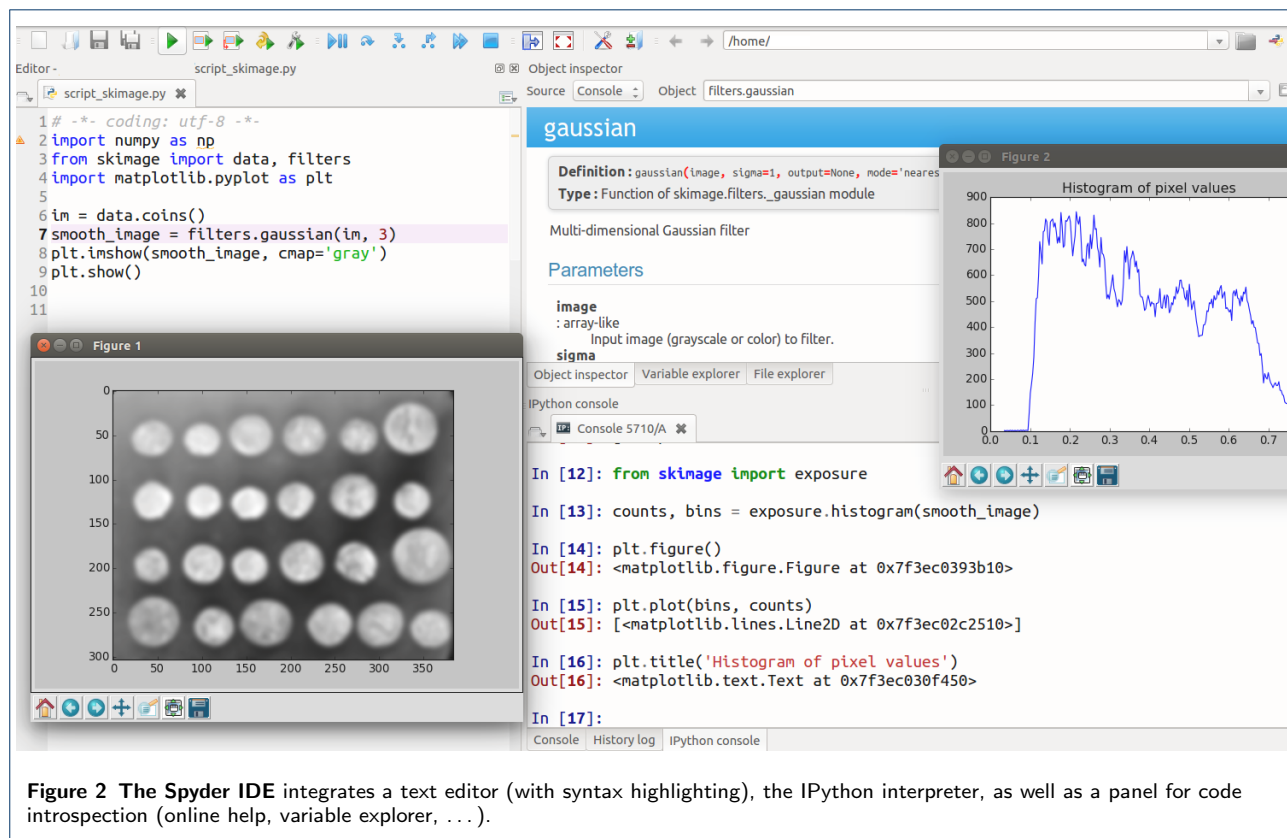 /home/
Editor - script_skimage.py
script_skimage.py
1 # -*- coding: utf-8 -*-
2 import numpy as np
3 from skimage import data, filters
4 import matplotlib.pyplot as plt
5
6 im = data.coins()
7 smooth_image = filters.gaussian(im, 3)
8 plt.imshow(smooth_image, cmap='gray')
9 plt.show()
10
11
Figure 1
0
50
100
150
200
250
300
0 50 100 150 200 250 300 350
Object inspector
Source Console Object filters.gaussian
gaussian
Definition : gaussian(image, sigma=1, output=None, mode='neares
Type : Function of skimage.filters._gaussian module
Multi-dimensional Gaussian filter
Parameters
image
: array-like
Input image (grayscale or color) to filter.
sigma
Object inspector Variable explorer File explorer
Figure 2
Histogram of pixel values
900
800
700
600
500
400
300
200
100
0
0.0 0.1 0.2 0.3 0.4 0.5 0.6 0.7
IPython console
Console 5710/A
In [12]: from skimage import exposure
In [13]: counts, bins = exposure.histogram(smooth_image)
In [14]: plt.figure()
Out[14]: <matplotlib.figure.Figure at 0x7f3ec0393b10>
In [15]: plt.plot(bins, counts)
Out[15]: [<matplotlib.lines.Line2D at 0x7f3ec02c2510>]
In [16]: plt.title('Histogram of pixel values')
Out[16]: <matplotlib.text.Text at 0x7f3ec030f450>
In [17]:
Console History log IPython console
Figure 2 The Spyder IDE integrates a text editor (with syntax highlighting), the IPython interpreter, as well as a panel for code
introspection (online help, variable explorer, . . . ).